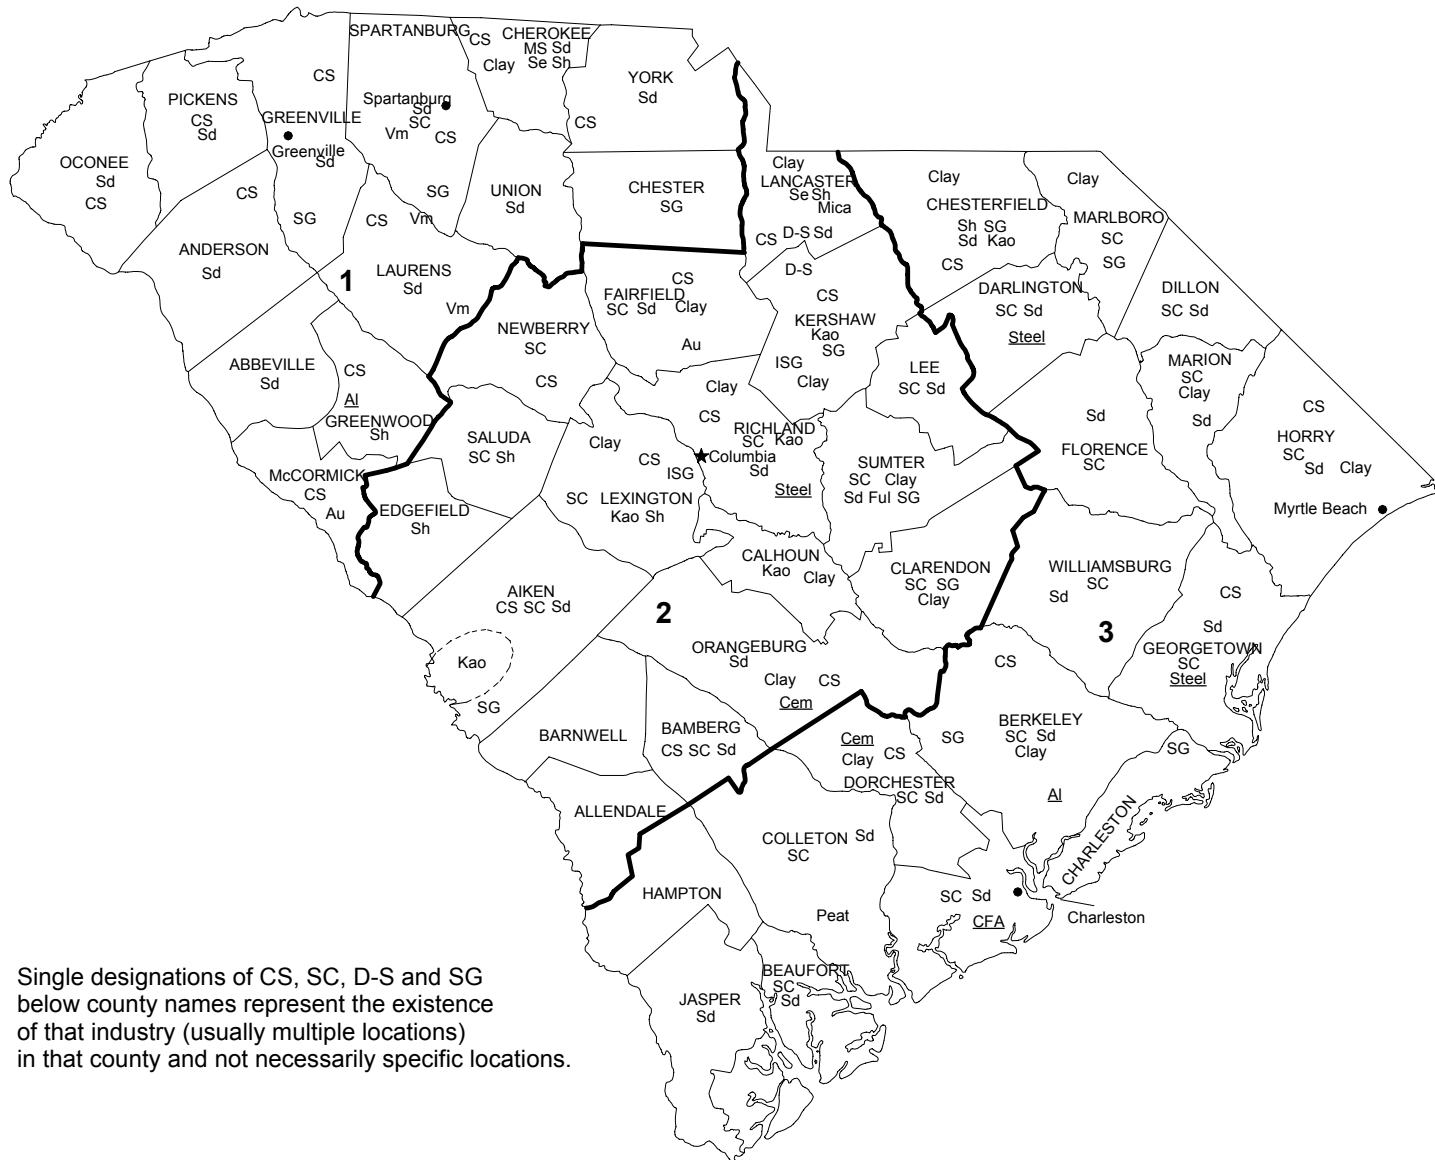 SPARTANBURG
CS
CHEROKEE
MS Sd
Clay
Se Sh
CS
YORK
Sd
CS
PICKENS
CS
Sd
GREENVILLE
Greenville
Sd
Spartanburg
Sd
SC
Vm
CS
SG
OCONEE
Sd
CS
CS
SG
UNION
Sd
CHESTER
SG
Clay
LANCASTER
Se Sh
Mica
D-S Sd
CS
Clay
CHESTERFIELD
Sh SG
Sd Kao
CS
Clay
MARLBORO
SC
SG
ANDERSON
Sd
1
CS
Vm
LAURENS
Sd
Vm
D-S
CS
KERSHAW
Kao
SG
ISG
Clay
CS
FAIRFIELD
SC Sd
Clay
Au
NEWBERRY
SC
CS
DARLINGTON
SC Sd
Steel
DILLON
SC Sd
ABBEVILLE
Sd
CS
Al
GREENWOOD
Sh
LEE
SC Sd
MARION
SC
Clay
Sd
Sd
FLORENCE
SC
CS
HORRY
SC
Sd
Clay
Myrtle Beach
Clay
CS
RICHLAND
SC
Kao
Columbia
Sd
Steel
SALUDA
SC Sh
Clay
CS
ISG
SC
LEXINGTON
Kao Sh
SUMTER
SC Clay
Sd Ful SG
McCORMICK
CS
Au
EDGEFIELD
Sh
CALHOUN
Kao
Clay
CLARENDON
SC SG
Clay
WILLIAMSBURG
SC
Sd
AIKEN
CS SC Sd
2
3
CS
Sd
GEORGETOWN
SC
Steel
Kao
SG
ORANGEBURG
Sd
Clay
CS
Cem
CS
BERKELEY
SC Sd
Clay
SG
Al
SG
BARNWELL
BAMBERG
CS SC Sd
Cem
CS
Clay
DORCHESTER
SC Sd
ALLENDALE
COLLETON
Sd
SC
Peat
CHARLESTON
HAMPTON
SC Sd
CFA
Charleston
BEAUFORT
SC
Sd
JASPER
Sd
Single designations of CS, SC, D-S and SG
below county names represent the existence
of that industry (usually multiple locations)
in that county and not necessarily specific locations.